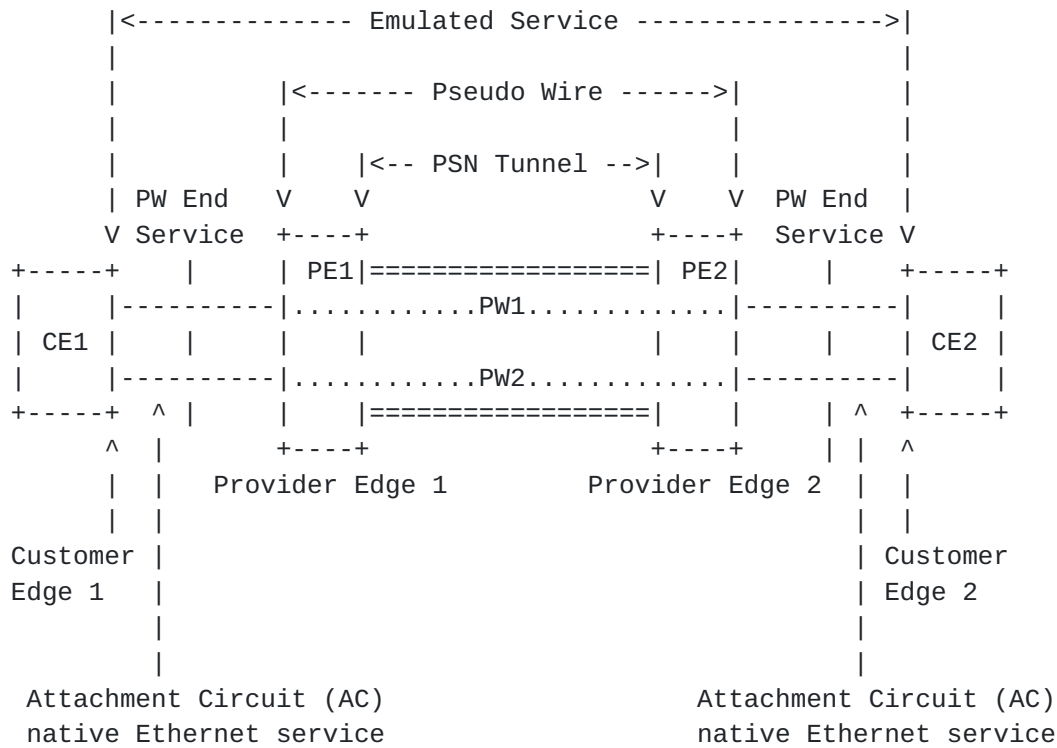 |<-------------- Emulated Service ---------------->|
|                                                  |
|          |<------- Pseudo Wire ------>|          |
|          |                            |          |
|          |    |<-- PSN Tunnel -->|    |          |
| PW End   V    V                  V    V  PW End  |
V Service  +----+                  +----+  Service V
+-----+    |     | PE1|==================| PE2|     |    +-----+
|     |----------|............PW1.............|----------|     |
| CE1 |    |     |    |                  |    |     |    | CE2 |
|     |----------|............PW2.............|----------|     |
+-----+  ^ |     |    |==================|    |     | ^  +-----+
^  |       +----+                  +----+     | |  ^
|  |   Provider Edge 1         Provider Edge 2  |  |
|  |                                            |  |
Customer |                                            | Customer
Edge 1   |                                            | Edge 2
|                                            |
|                                            |
Attachment Circuit (AC)                    Attachment Circuit (AC)
native Ethernet service                    native Ethernet service